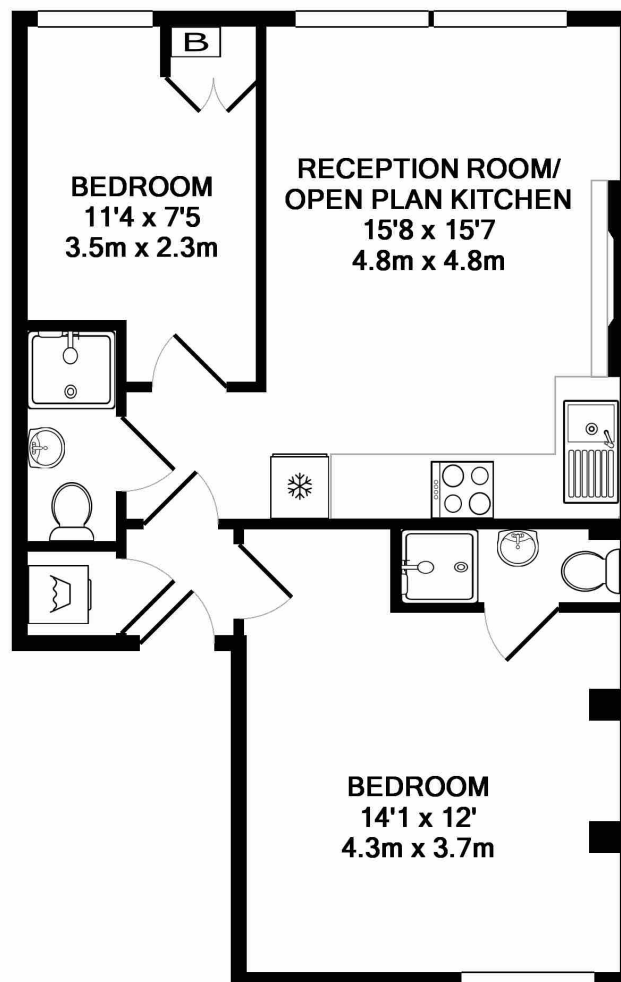 B
BEDROOM
11'4 x 7'5
3.5m x 2.3m
RECEPTION ROOM/
OPEN PLAN KITCHEN
15'8 x 15'7
4.8m x 4.8m
BEDROOM
14'1 x 12'
4.3m x 3.7m